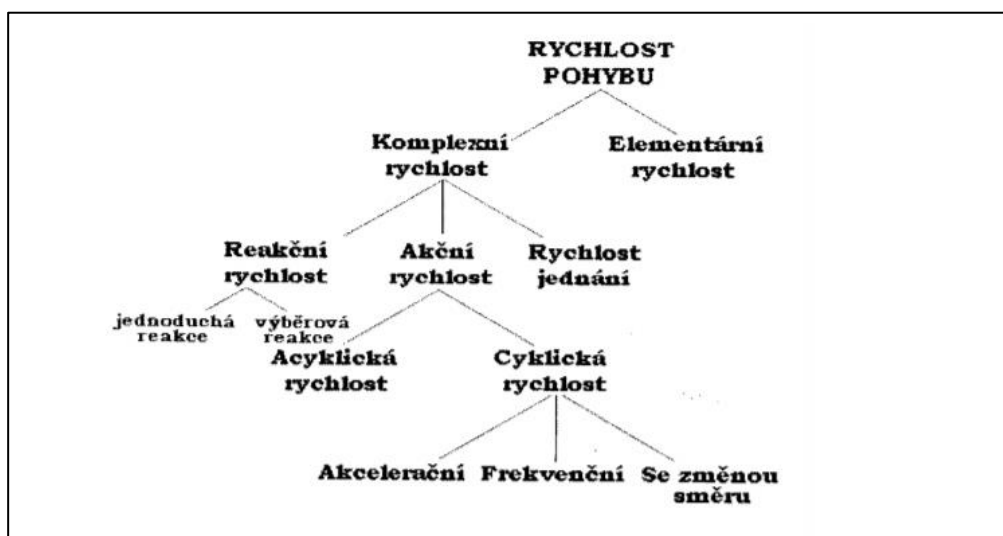 RYCHLOST
POHYBU
Komplexní
rychlost
Elementární
rychlost
Reakční
rychlost
Akční
rychlost
Rychlost
jednání
jednoduchá
reakce
výběrová
reakce
Acyklická
rychlost
Cyklická
rychlost
Akcelerační
Frekvenční
Se změnou
směru